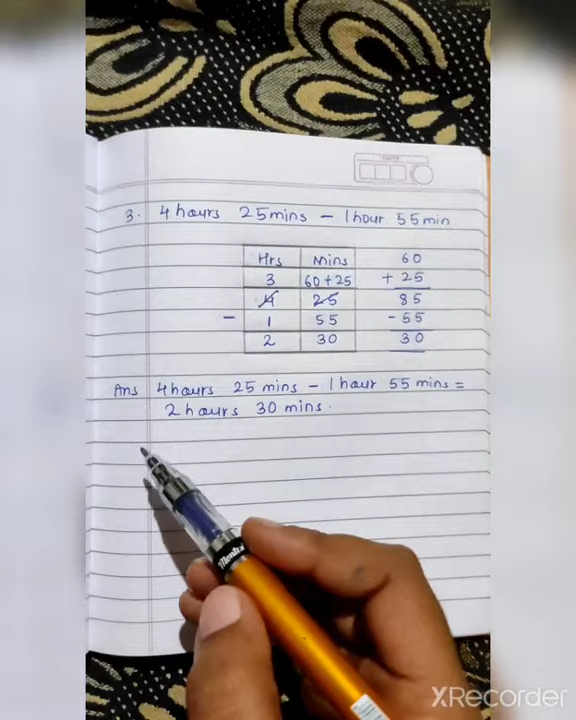 3. 4 hours 25 mins - 1 hour 55 min
Hrs Mins 60
3 60+25 + 25
4 25 85
- 1 55 -55
2 30 30
Ans 4 hours 25 mins - 1 hour 55 mins =
2 hours 30 mins.
Montex
XRecorder